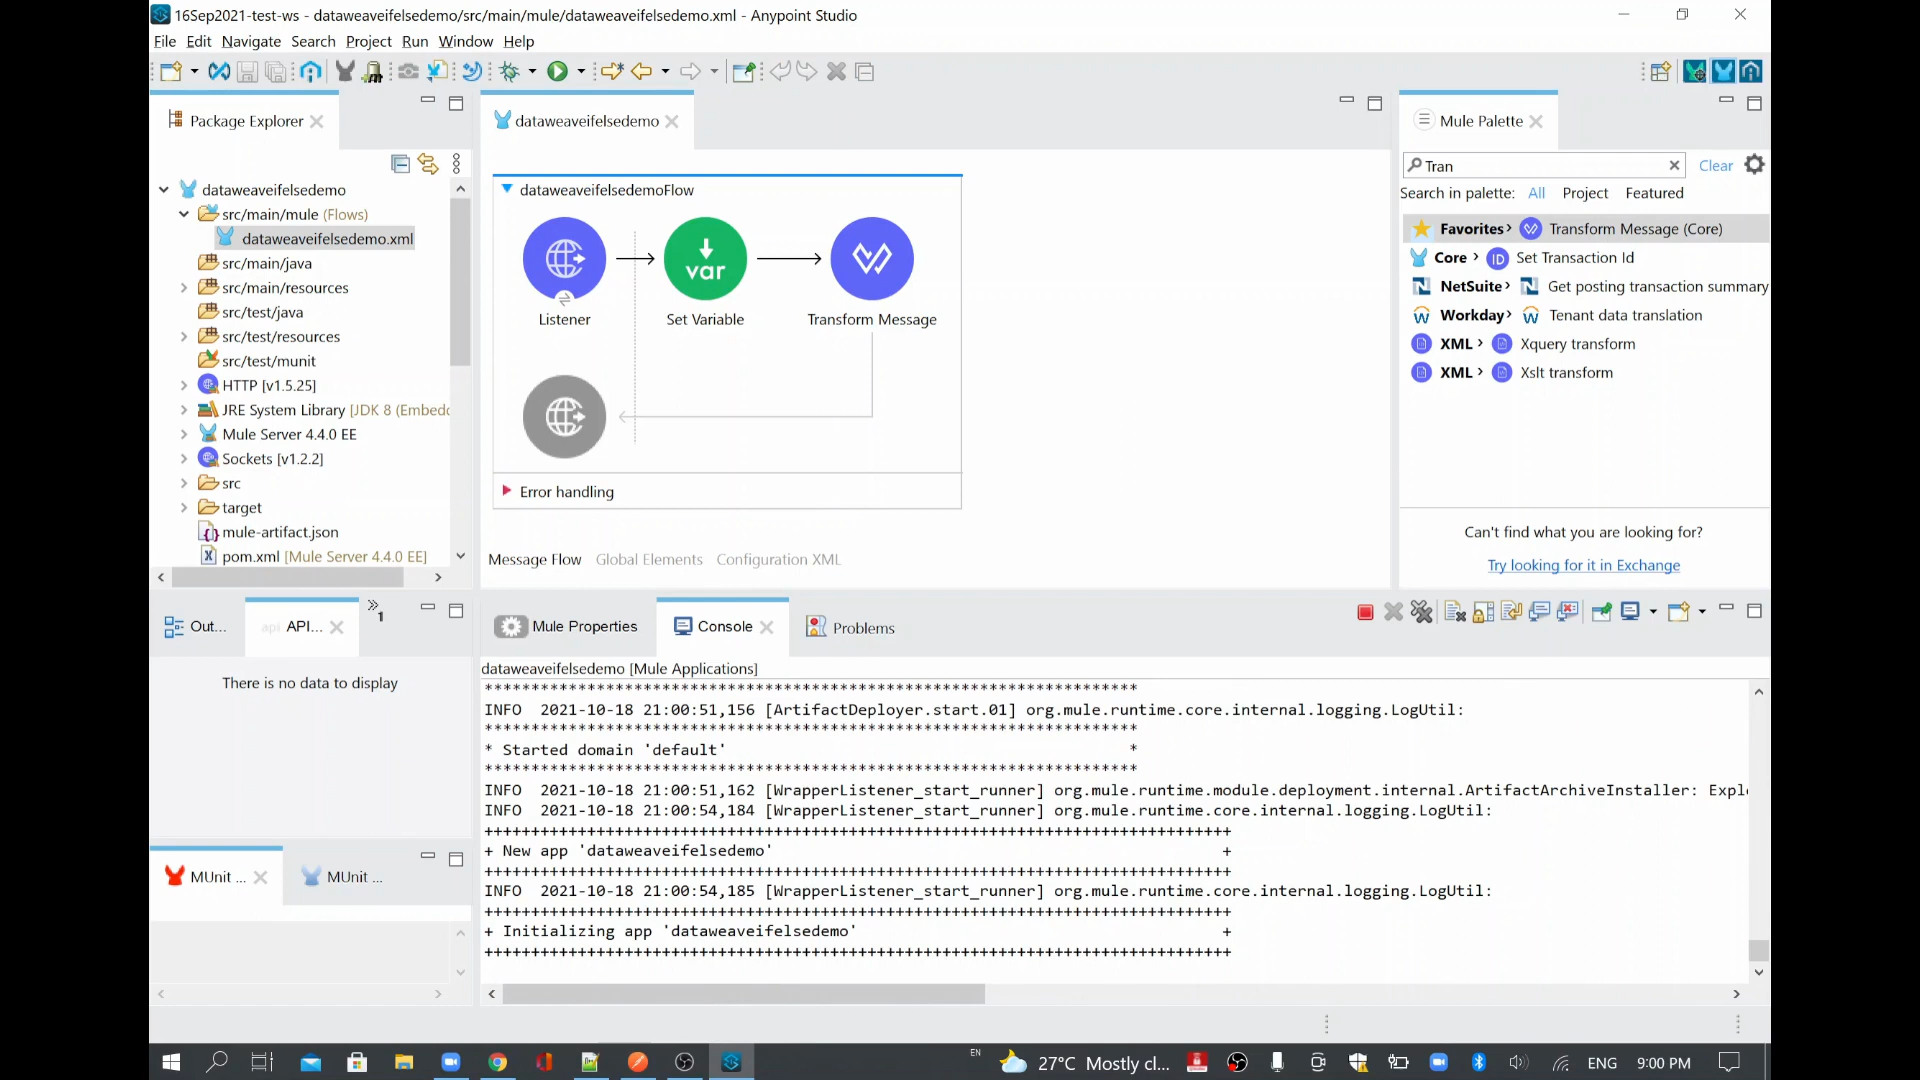 16Sep2021-test-ws - dataweaveifelsedemo/src/main/mule/dataweaveifelsedemo.xml - Anypoint Studio
File Edit Navigate Search Project Run Window Help
Package Explorer
dataweaveifelsedemo
src/main/mule (Flows)
dataweaveifelsedemo.xml
src/main/java
src/main/resources
src/test/java
src/test/resources
src/test/munit
HTTP [v1.5.25]
JRE System Library [JDK 8 (Embedd
Mule Server 4.4.0 EE
Sockets [v1.2.2]
src
target
mule-artifact.json
pom.xml [Mule Server 4.4.0 EE]
dataweaveifelsedemo
dataweaveifelsedemoFlow
var
Listener
Set Variable
Transform Message
Error handling
Message Flow Global Elements Configuration XML
Mule Palette
Tran
Clear
Search in palette: All Project Featured
Favorites> Transform Message (Core)
Core > Set Transaction Id
NetSuite> Get posting transaction summary
Workday> Tenant data translation
XML > Xquery transform
XML > Xslt transform
Can't find what you are looking for?
Try looking for it in Exchange
Out... api API... »1
There is no data to display
MUnit ... MUnit ...
Mule Properties Console Problems
dataweaveifelsedemo [Mule Applications]
**********************************************************************
INFO 2021-10-18 21:00:51,156 [ArtifactDeployer.start.01] org.mule.runtime.core.internal.logging.LogUtil:
**********************************************************************
* Started domain 'default' *
**********************************************************************
INFO 2021-10-18 21:00:51,162 [WrapperListener_start_runner] org.mule.runtime.module.deployment.internal.ArtifactArchiveInstaller: Explo
INFO 2021-10-18 21:00:54,184 [WrapperListener_start_runner] org.mule.runtime.core.internal.logging.LogUtil:
++++++++++++++++++++++++++++++++++++++++++++++++++++++++++++++++++++++++++++++++
+ New app 'dataweaveifelsedemo' +
++++++++++++++++++++++++++++++++++++++++++++++++++++++++++++++++++++++++++++++++
INFO 2021-10-18 21:00:54,185 [WrapperListener_start_runner] org.mule.runtime.core.internal.logging.LogUtil:
++++++++++++++++++++++++++++++++++++++++++++++++++++++++++++++++++++++++++++++++
+ Initializing app 'dataweaveifelsedemo' +
++++++++++++++++++++++++++++++++++++++++++++++++++++++++++++++++++++++++++++++++
EN 27°C Mostly cl... ENG 9:00 PM